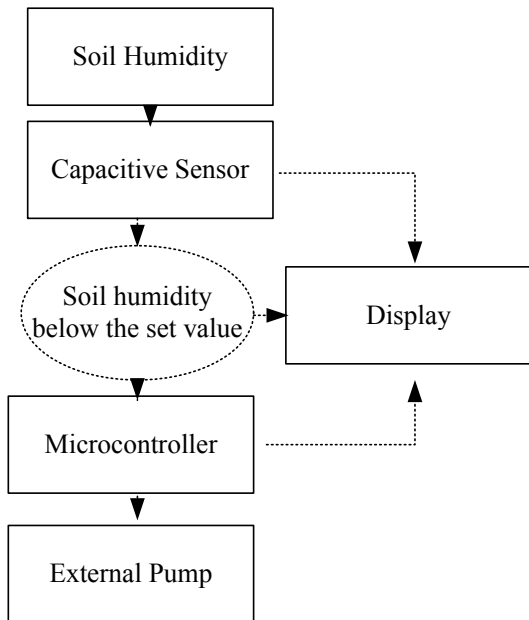 Soil Humidity
Capacitive Sensor
Soil humidity
below the set value
Display
Microcontroller
External Pump